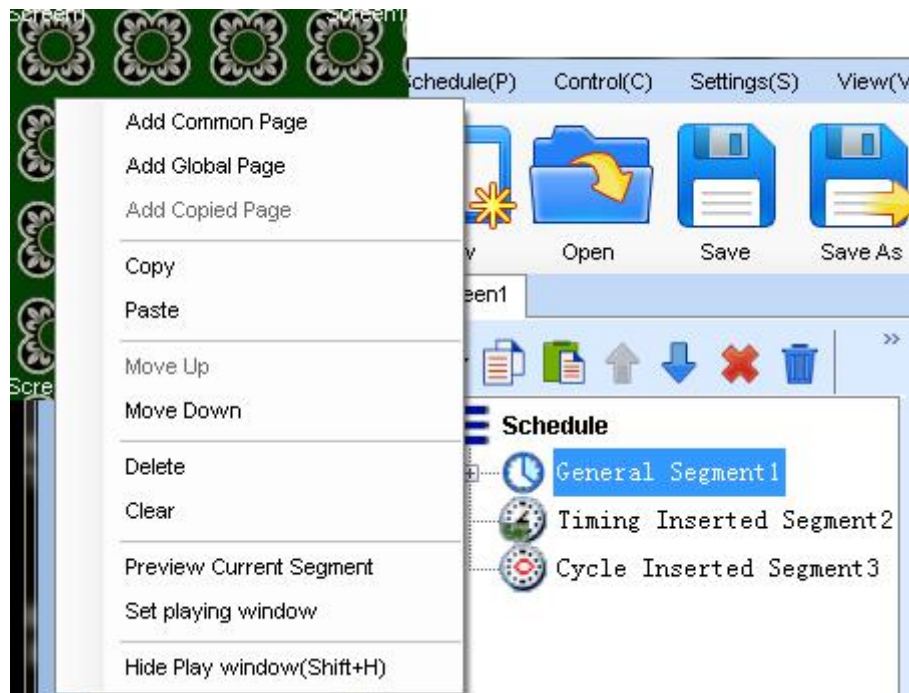 Screen1
Screen1
Schedule(P) Control(C) Settings(S) View(V
Add Common Page
Add Global Page
Add Copied Page
Copy
Paste
Move Up
Move Down
Delete
Clear
Preview Current Segment
Set playing window
Hide Play window(Shift+H)
Open
Save
Save As
een1
Scre
Schedule
General Segment1
Timing Inserted Segment2
Cycle Inserted Segment3